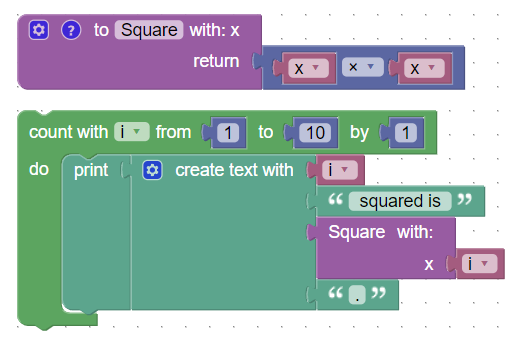 ? to Square with: x
return x × x
count with i from 1 to 10 by 1
do print create text with i
“ squared is ”
Square with:
x i
“ . ”